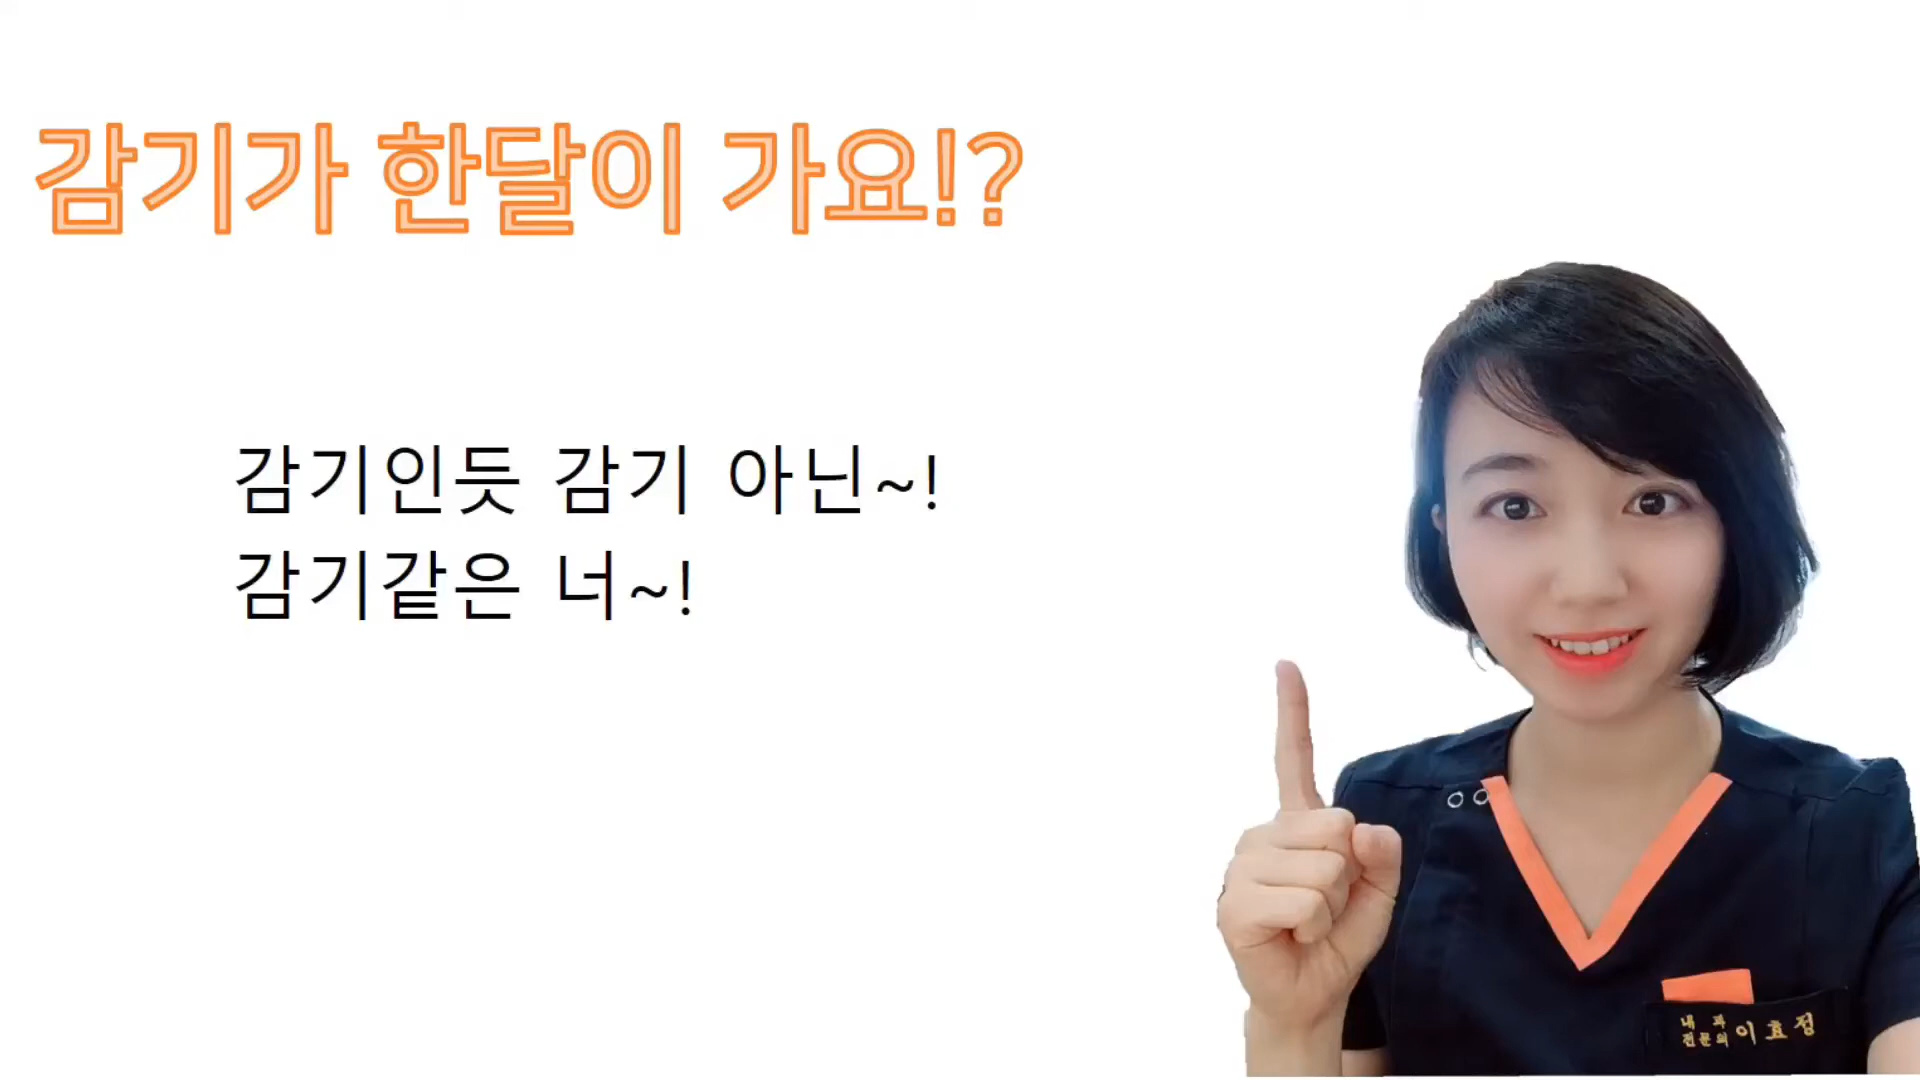 감기가 한달이 가요!?
감기인듯 감기 아닌~!
감기같은 너~!
내과
전문의 이효정